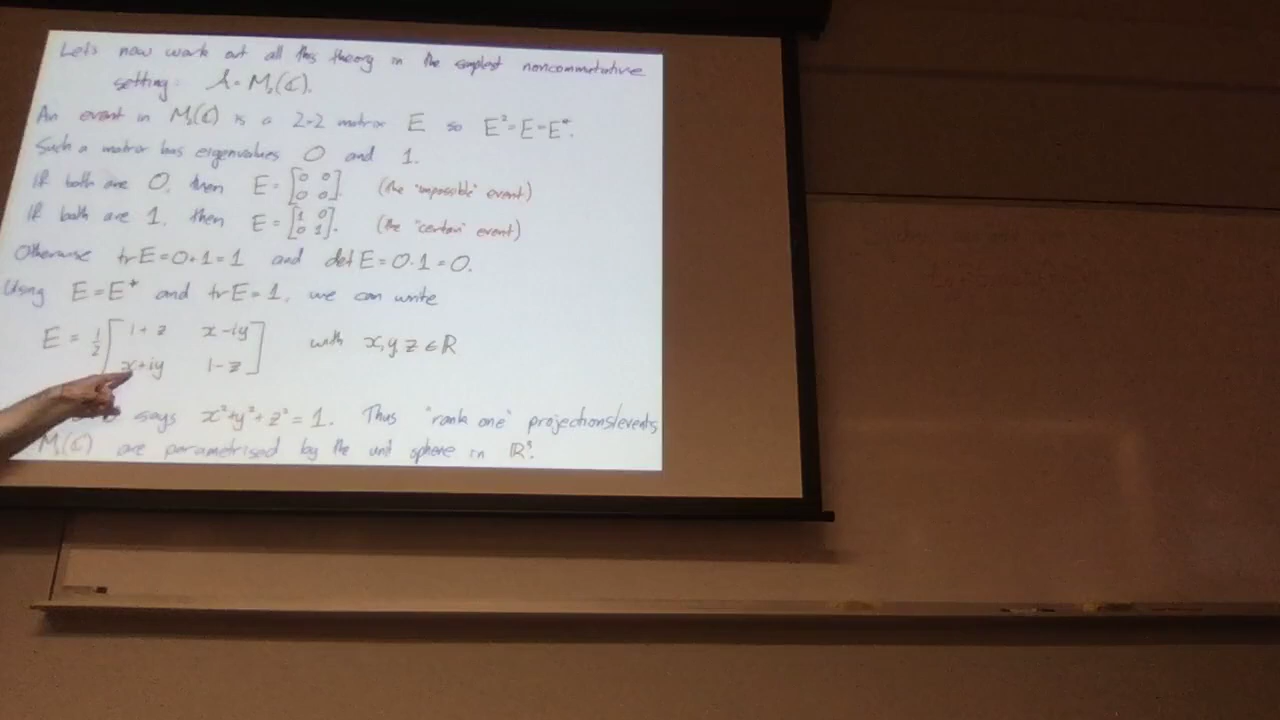 Let's now work out all this theory in the simplest noncommutative
setting: A = M₂(ℂ).
An event in M₂(ℂ) is a 2×2 matrix E so E² = E = E*.
Such a matrix has eigenvalues 0 and 1.
If both are 0, then E = [0 0; 0 0]. (the "impossible" event)
If both are 1, then E = [1 0; 0 1]. (the "certain" event)
Otherwise tr E = 0+1 = 1 and det E = 0·1 = 0.
Using E = E* and tr E = 1, we can write
E = ½ [1+z x-iy; x+iy 1-z] with x,y,z ∈ ℝ
says x²+y²+z² = 1. Thus "rank one" projections/events
M₂(ℂ) are parametrised by the unit sphere in ℝ³.